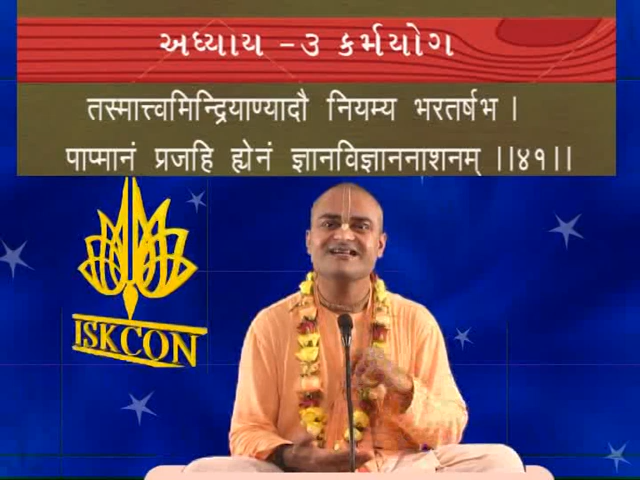 અધ્યાય - ૩ કર્મયોગ
तस्मात्त्वमिन्द्रियाण्यादौ नियम्य भरतर्षभ ।
पाप्मानं प्रजहि ह्येनं ज्ञानविज्ञाननाशनम् ।।४१।।
ISKCON